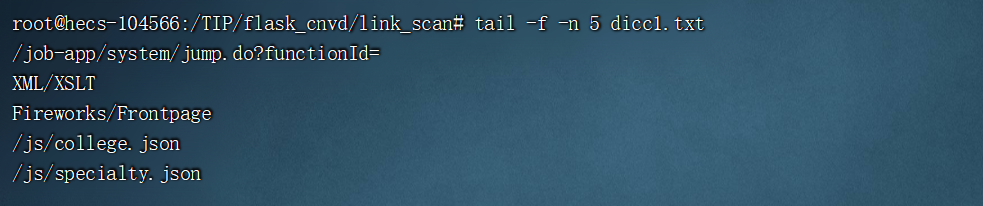 root@hecs-104566:/TIP/flask_cnvd/link_scan# tail -f -n 5 dicc1.txt
/job-app/system/jump.do?functionId=
XML/XSLT
Fireworks/Frontpage
/js/college.json
/js/specialty.json